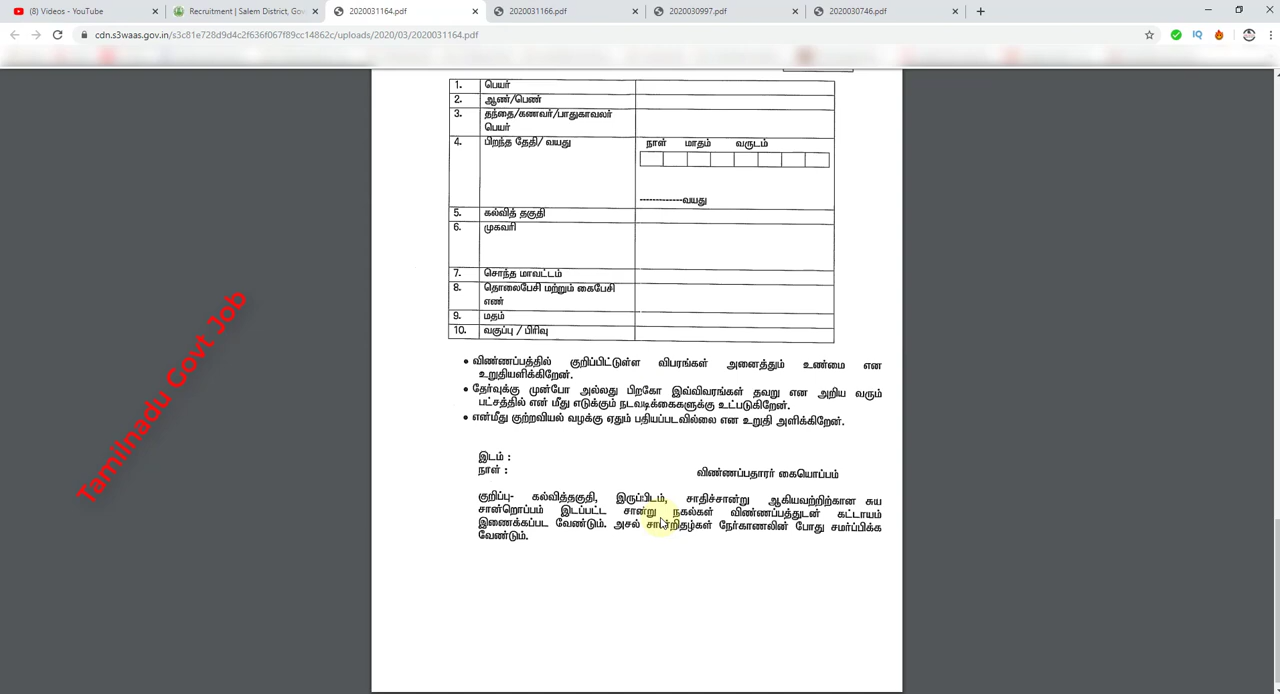 (8) Videos - YouTube
Recruitment | Salem District, Gov
2020031164.pdf
2020031166.pdf
2020030997.pdf
2020030746.pdf
cdn.s3waas.gov.in/s3c81e728d9d4c2f636f067f89cc14862c/uploads/2020/03/2020031164.pdf
1. பெயர்
2. ஆண்/பெண்
3. தந்தை/கணவர்/பாதுகாவலர்
பெயர்
4. பிறந்த தேதி/ வயது நாள் மாதம் வருடம்
------------வயது
5. கல்வித் தகுதி
6. முகவரி
7. சொந்த மாவட்டம்
8. தொலைபேசி மற்றும் கைபேசி
எண்
9. மதம்
10. வகுப்பு / பிரிவு
• விண்ணப்பத்தில் குறிப்பிட்டுள்ள விபரங்கள் அனைத்தும் உண்மை என
உறுதியளிக்கிறேன்.
• தேர்வுக்கு முன்போ அல்லது பிறகோ இவ்விவரங்கள் தவறு என அறிய வரும்
பட்சத்தில் என் மீது எடுக்கும் நடவடிக்கைகளுக்கு உட்படுகிறேன்.
• என்மீது குற்றவியல் வழக்கு ஏதும் பதியப்படவில்லை என உறுதி அளிக்கிறேன்.
இடம் :
நாள் :
விண்ணப்பதாரர் கையொப்பம்
குறிப்பு- கல்வித்தகுதி, இருப்பிடம், சாதிச்சான்று ஆகியவற்றிற்கான சுய
சான்றொப்பம் இடப்பட்ட சான்று நகல்கள் விண்ணப்பத்துடன் கட்டாயம்
இணைக்கப்பட வேண்டும். அசல் சான்றிதழ்கள் நேர்காணலின் போது சமர்ப்பிக்க
வேண்டும்.
Tamilnadu Govt Job